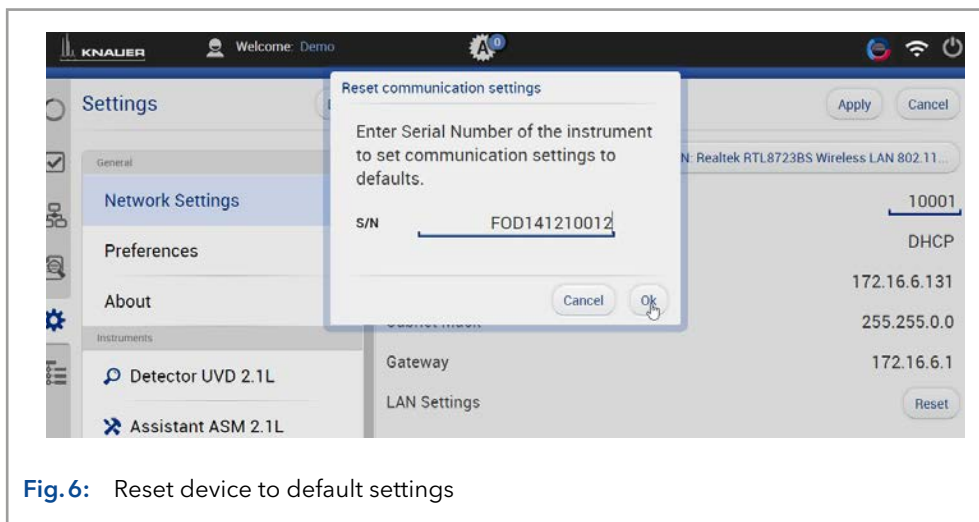 KNAUER Welcome: Demo A 0
Reset communication settings
Settings Apply Cancel
Enter Serial Number of the instrument
to set communication settings to
defaults.
General
N: Realtek RTL8723BS Wireless LAN 802.11...
Network Settings 10001
S/N FOD141210012
Preferences DHCP
172.16.6.131
About Cancel Ok
255.255.0.0
Instruments
Gateway 172.16.6.1
Detector UVD 2.1L
LAN Settings Reset
Assistant ASM 2.1L
Fig.6: Reset device to default settings